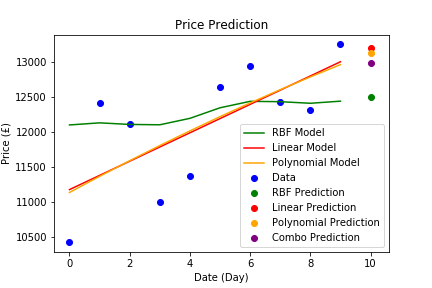 Price Prediction
Price (£)
13000
12500
12000
11500
11000
10500
0
2
4
6
8
10
Date (Day)
RBF Model
Linear Model
Polynomial Model
Data
RBF Prediction
Linear Prediction
Polynomial Prediction
Combo Prediction